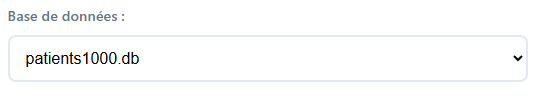 Base de données :
patients1000.db